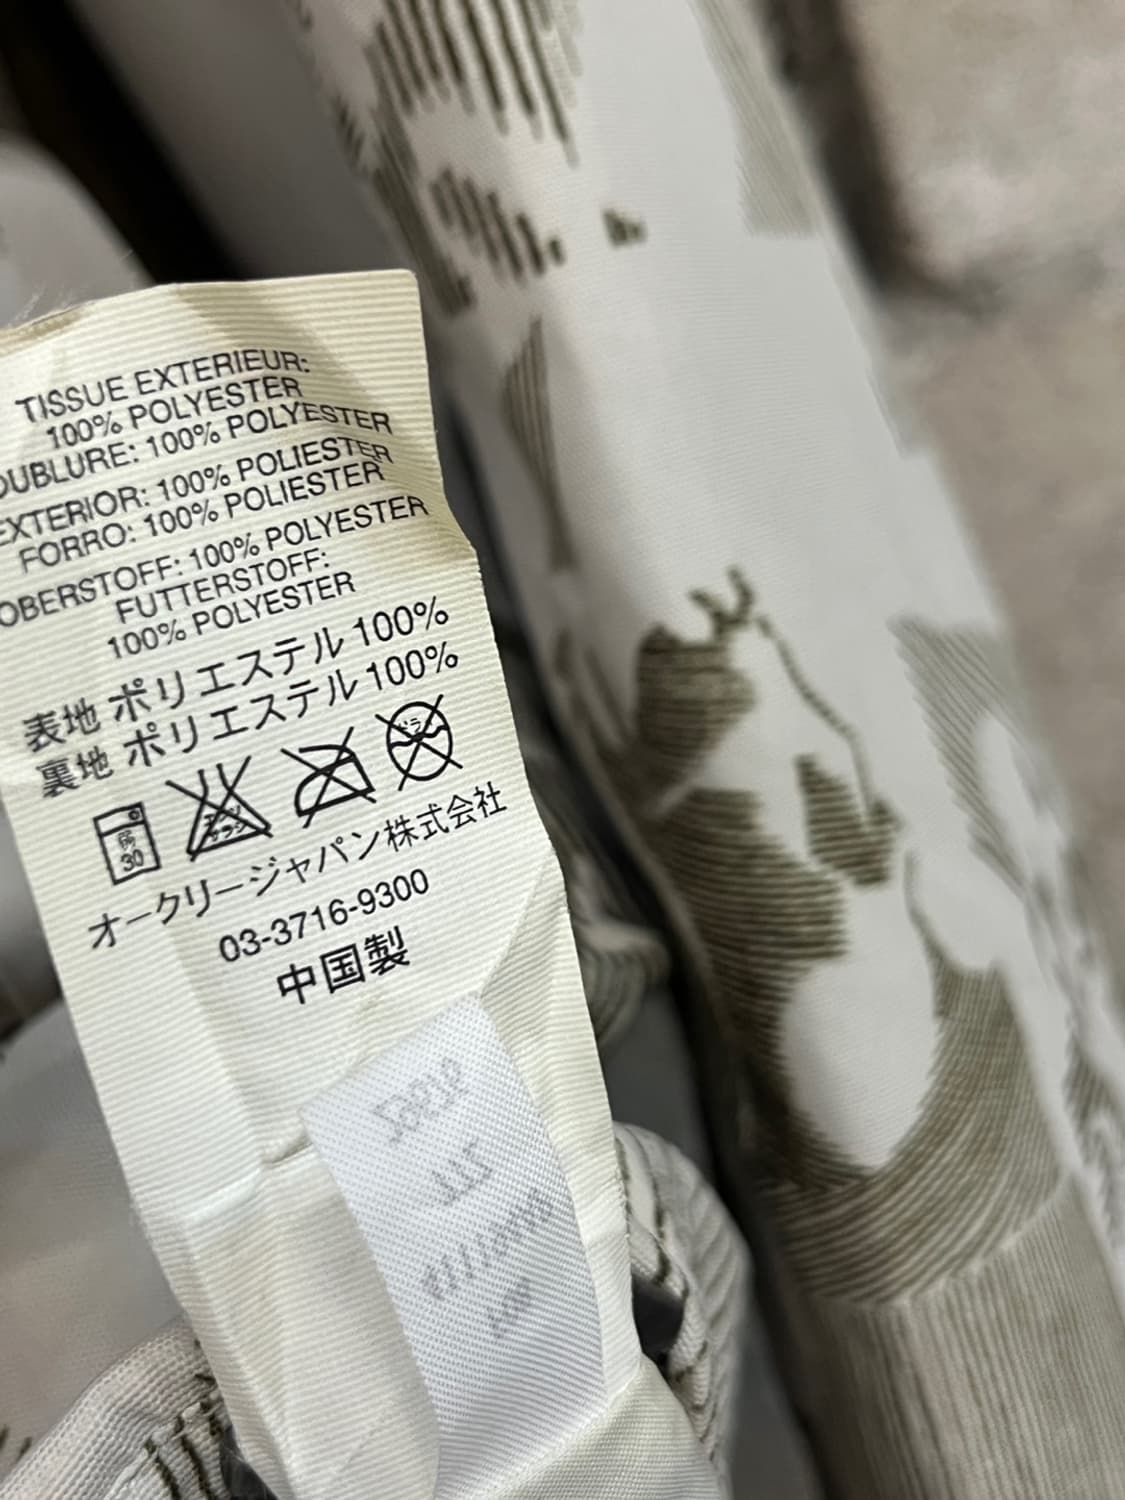 TISSUE EXTERIEUR:
100% POLYESTER
OUBLURE: 100% POLYESTER
EXTERIOR: 100% POLIESTER
FORRO: 100% POLIESTER
OBERSTOFF: 100% POLYESTER
FUTTERSTOFF:
100% POLYESTER
表地 ポリエステル 100%
裏地 ポリエステル 100%
30
オークリージャパン株式会社
03-3716-9300
中国製